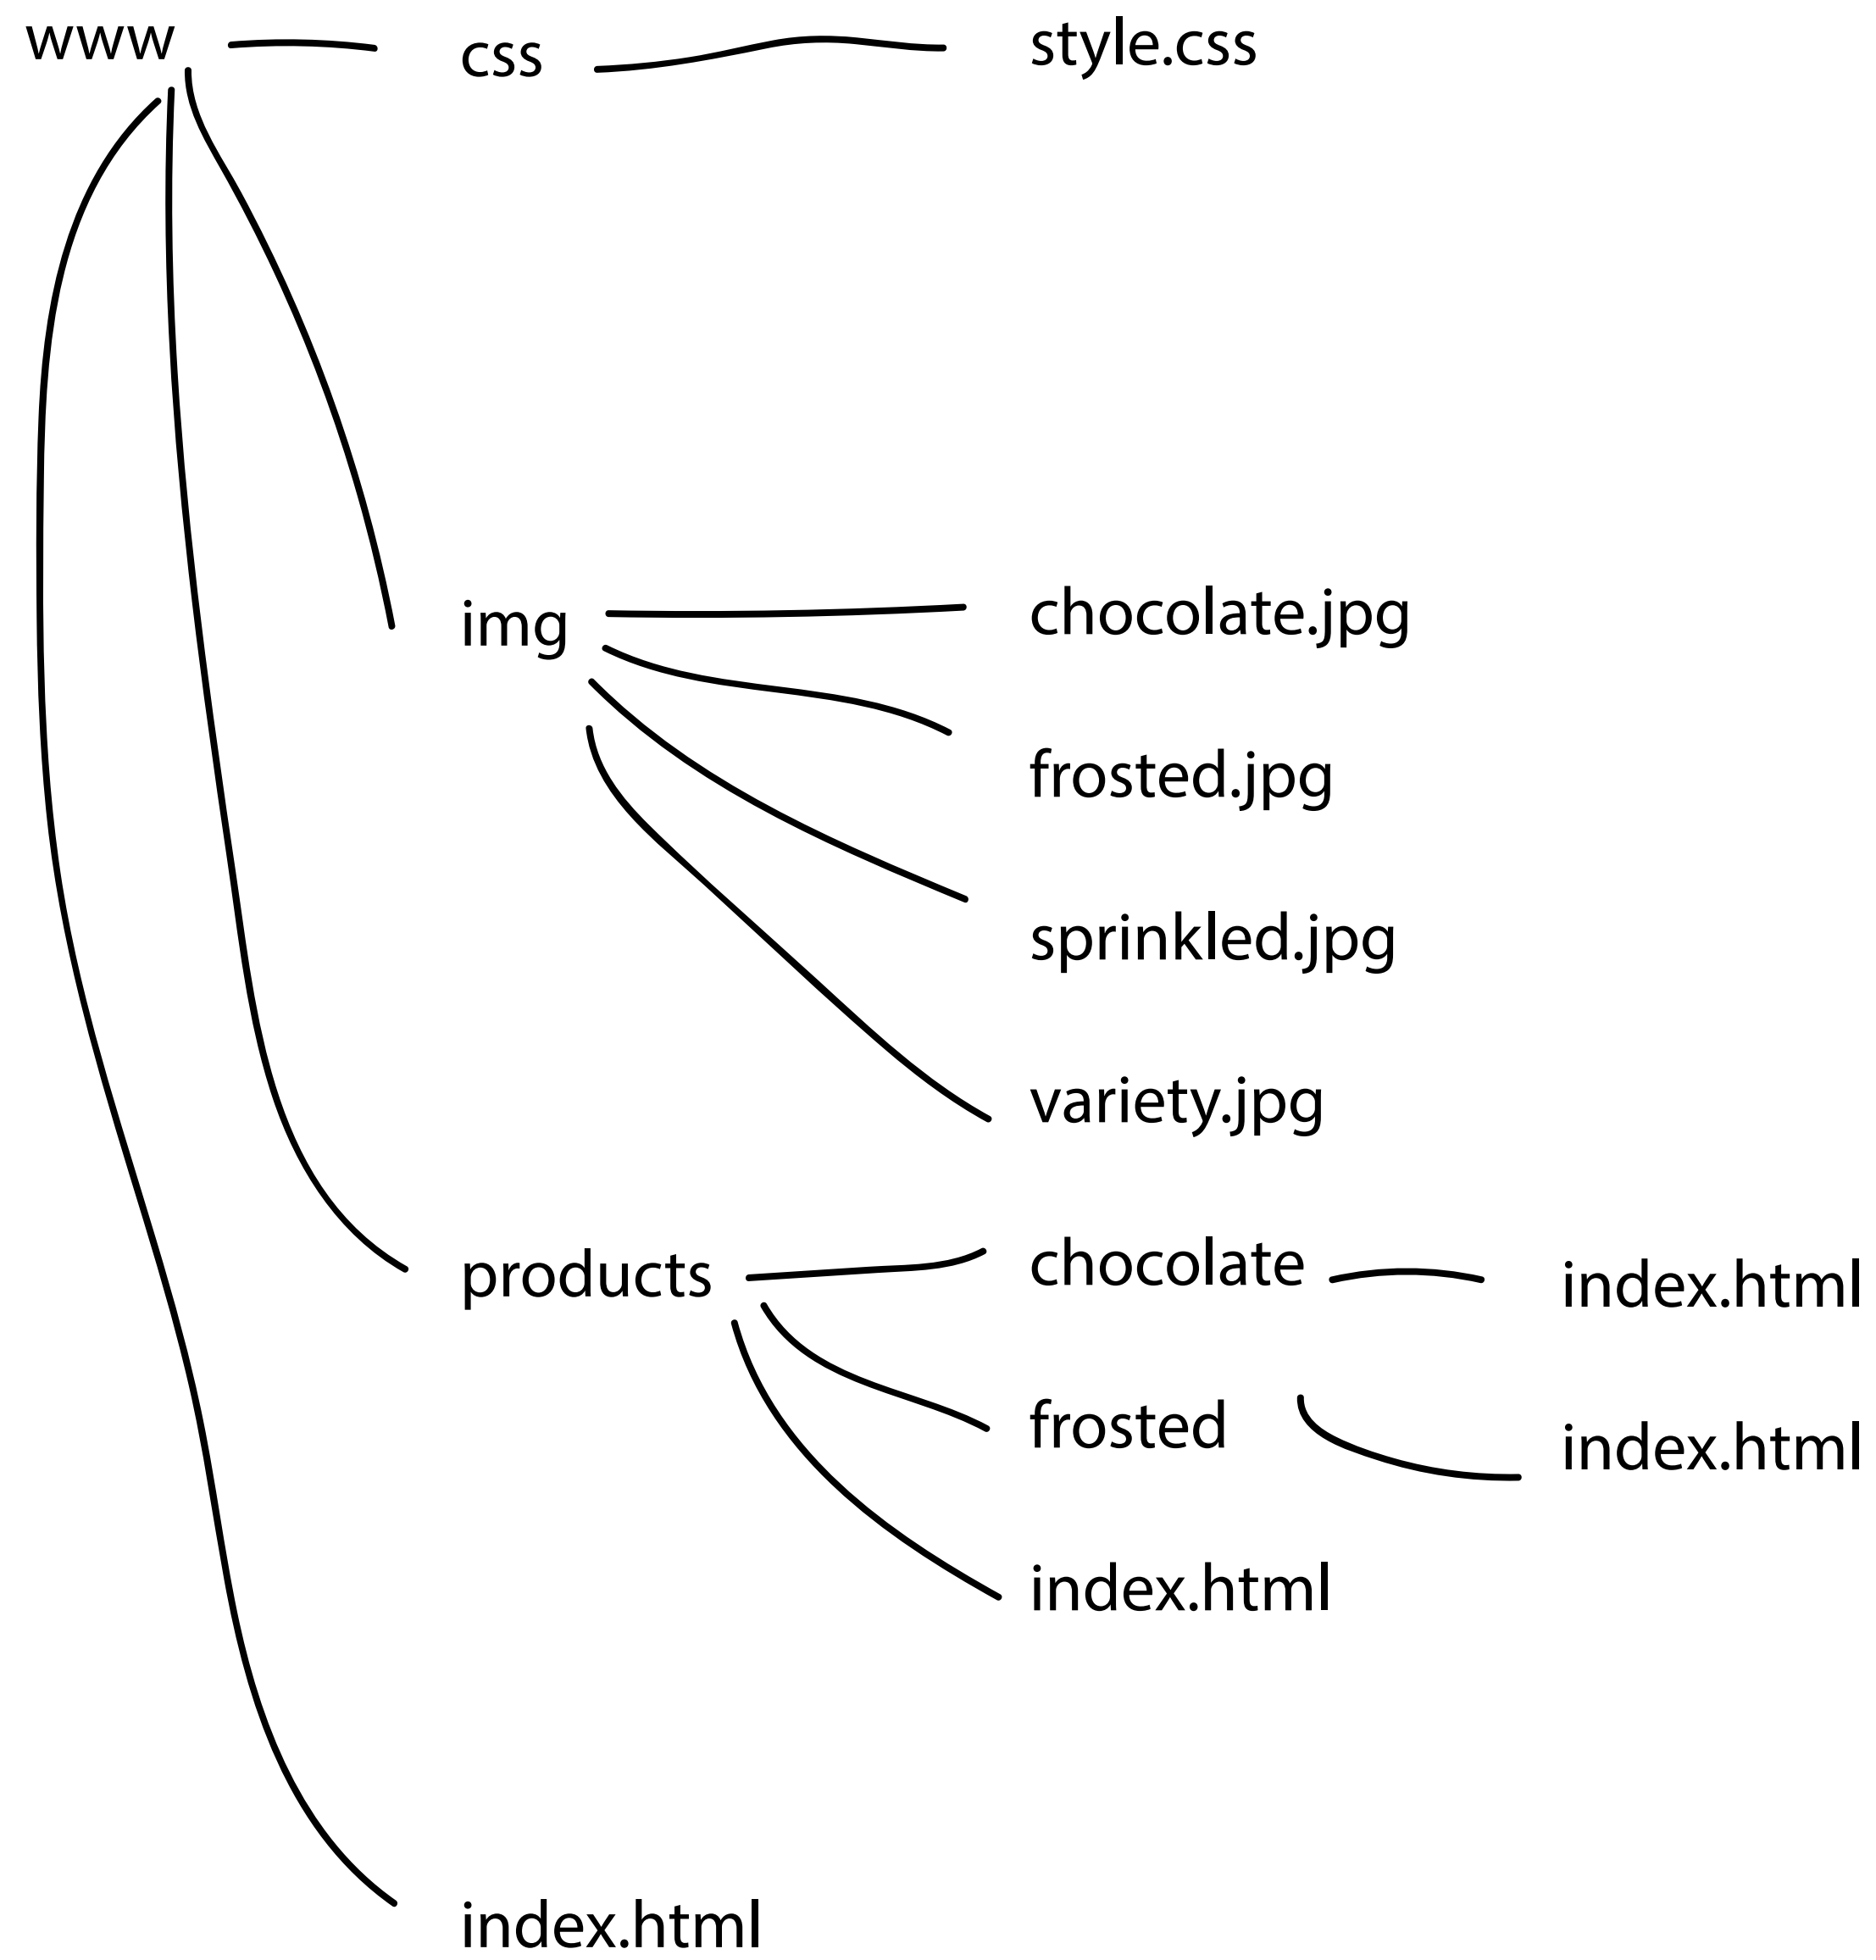 www
css
style.css
img
chocolate.jpg
frosted.jpg
sprinkled.jpg
variety.jpg
products
chocolate
index.html
frosted
index.html
index.html
index.html